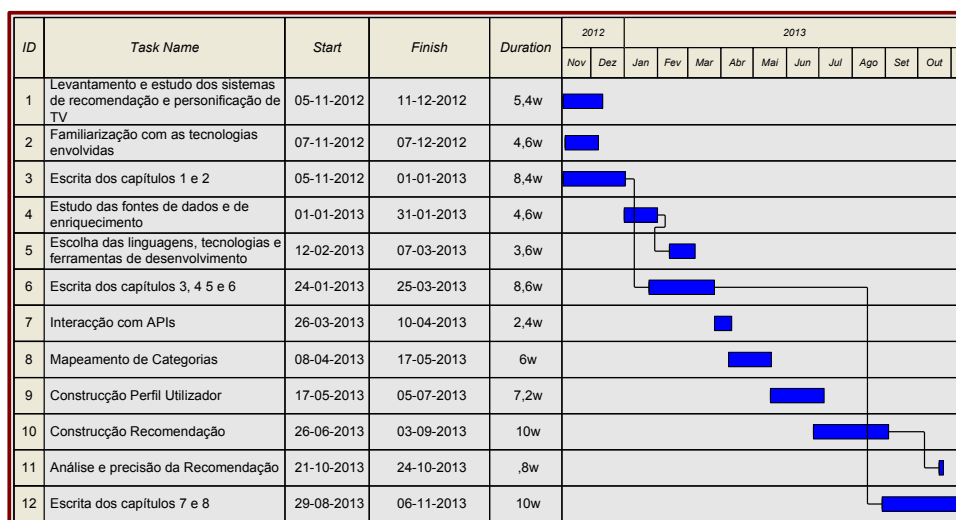 ID Task Name Start Finish Duration 2012 2013
Nov Dez Jan Fev Mar Abr Mai Jun Jul Ago Set Out
1 Levantamento e estudo dos sistemas de recomendação e personificação de TV 05-11-2012 11-12-2012 5,4w
2 Familiarização com as tecnologias envolvidas 07-11-2012 07-12-2012 4,6w
3 Escrita dos capítulos 1 e 2 05-11-2012 01-01-2013 8,4w
4 Estudo das fontes de dados e de enriquecimento 01-01-2013 31-01-2013 4,6w
5 Escolha das linguagens, tecnologias e ferramentas de desenvolvimento 12-02-2013 07-03-2013 3,6w
6 Escrita dos capítulos 3, 4 5 e 6 24-01-2013 25-03-2013 8,6w
7 Interacção com APIs 26-03-2013 10-04-2013 2,4w
8 Mapeamento de Categorias 08-04-2013 17-05-2013 6w
9 Construcção Perfil Utilizador 17-05-2013 05-07-2013 7,2w
10 Construcção Recomendação 26-06-2013 03-09-2013 10w
11 Análise e precisão da Recomendação 21-10-2013 24-10-2013 ,8w
12 Escrita dos capítulos 7 e 8 29-08-2013 06-11-2013 10w